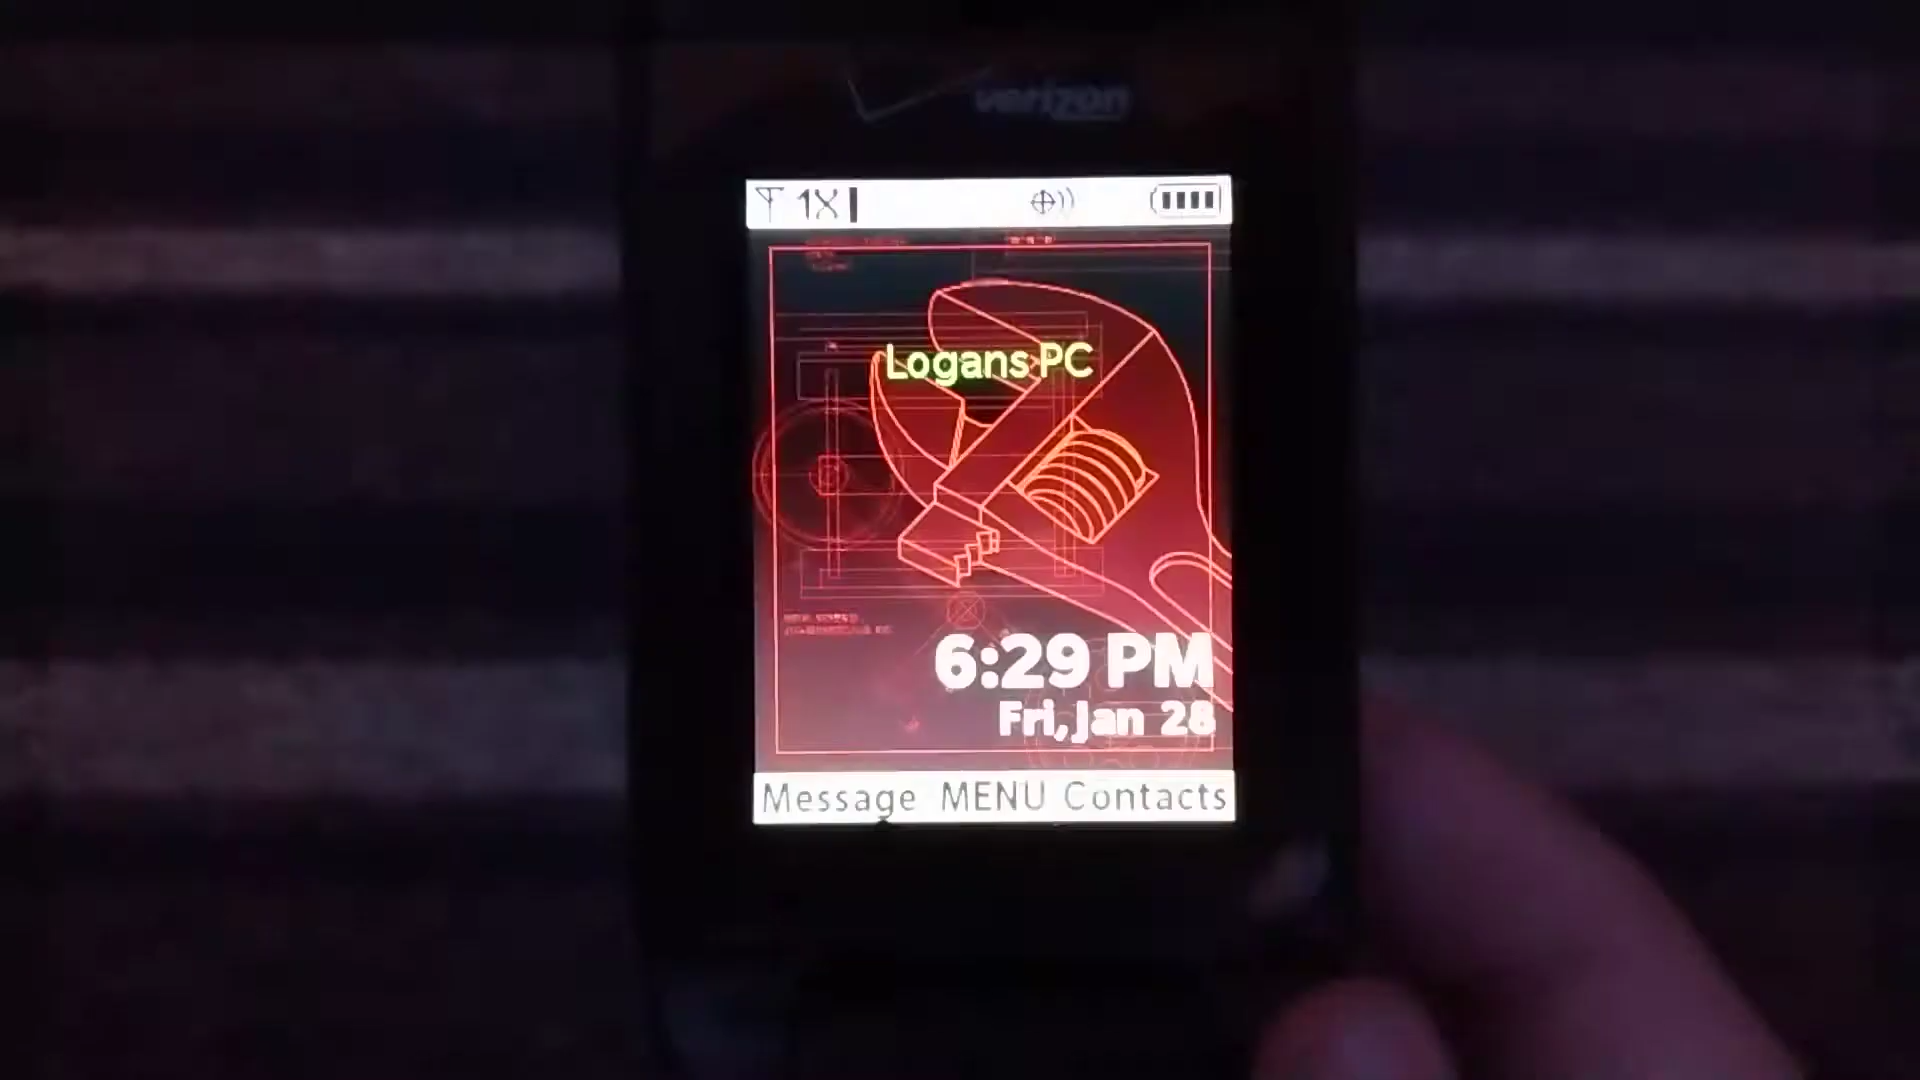 verizon
1X
Logans PC
6:29 PM
Fri, Jan 28
Message MENU Contacts